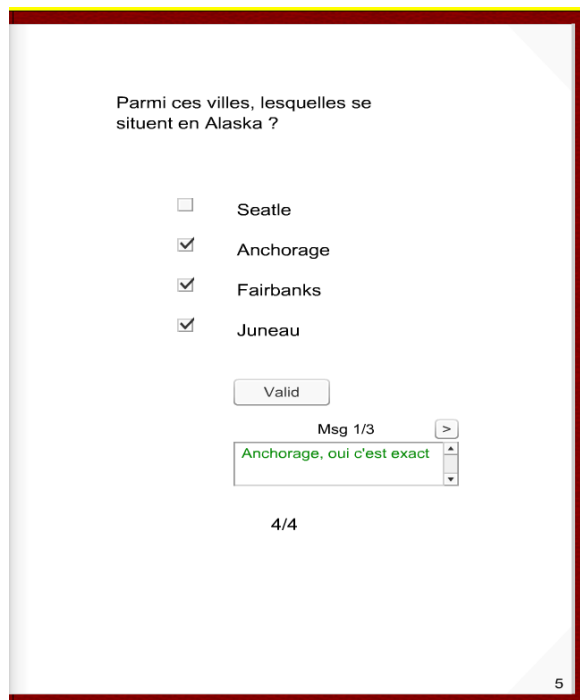 Parmi ces villes, lesquelles se
situent en Alaska ?
Seatle
Anchorage
Fairbanks
Juneau
Valid
Msg 1/3 >
Anchorage, oui c'est exact
4/4
5